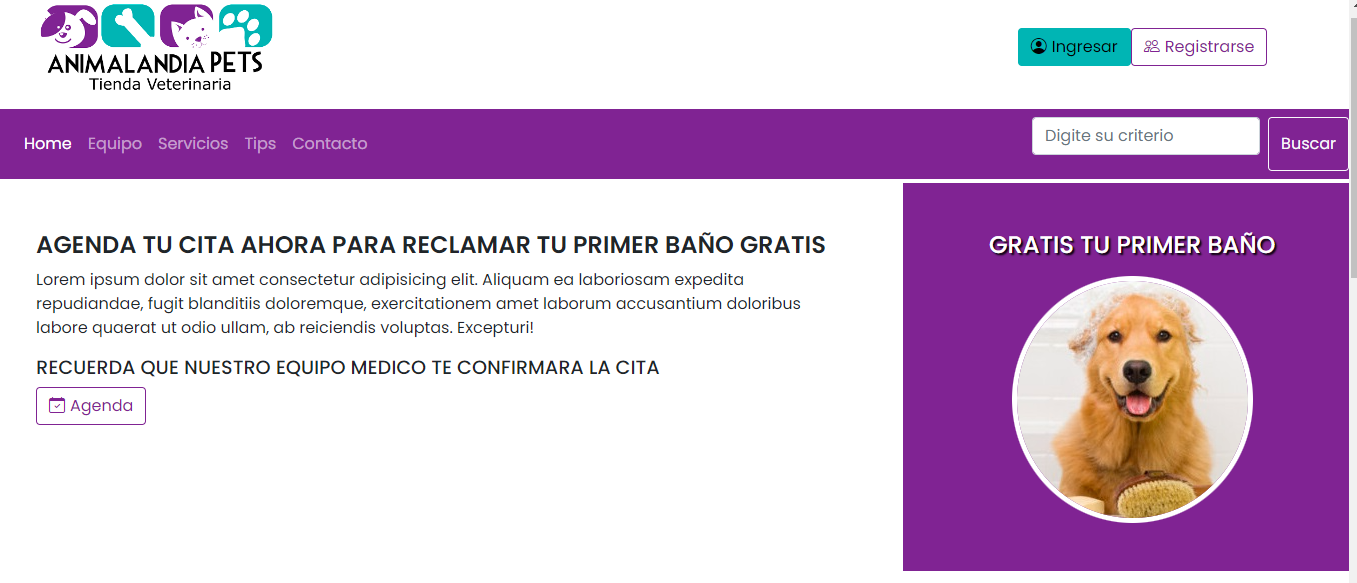 ANIMALANDIA PETS
Tienda Veterinaria
Ingresar Registrarse
Home Equipo Servicios Tips Contacto Digite su criterio Buscar
AGENDA TU CITA AHORA PARA RECLAMAR TU PRIMER BAÑO GRATIS
Lorem ipsum dolor sit amet consectetur adipisicing elit. Aliquam ea laboriosam expedita
repudiandae, fugit blanditiis doloremque, exercitationem amet laborum accusantium doloribus
labore quaerat ut odio ullam, ab reiciendis voluptas. Excepturi!
RECUERDA QUE NUESTRO EQUIPO MEDICO TE CONFIRMARA LA CITA
Agenda
GRATIS TU PRIMER BAÑO